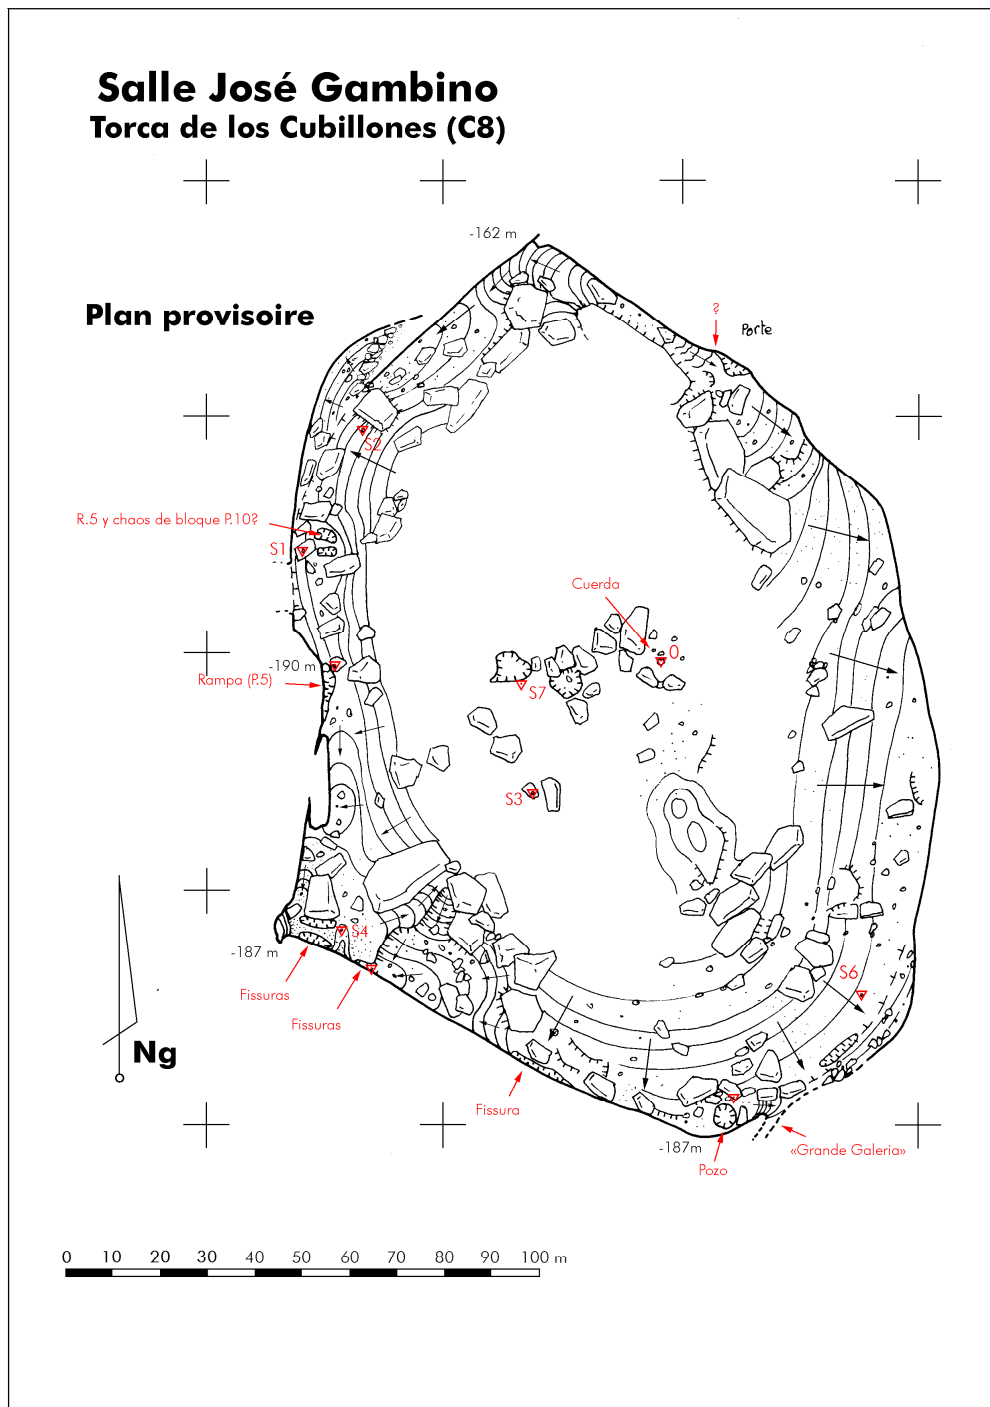 Salle José Gambino
Torca de los Cubillones (C8)
-162 m
Plan provisoire
?
Porte
S2
R.5 y chaos de bloque P.10?
S1
Cuerda
0
-190 m
Rampa (P.5)
S7
S3
S4
-187 m
S6
Fissuras
Fissuras
Ng
Fissura
-187m
«Grande Galeria»
Pozo
0 10 20 30 40 50 60 70 80 90 100 m